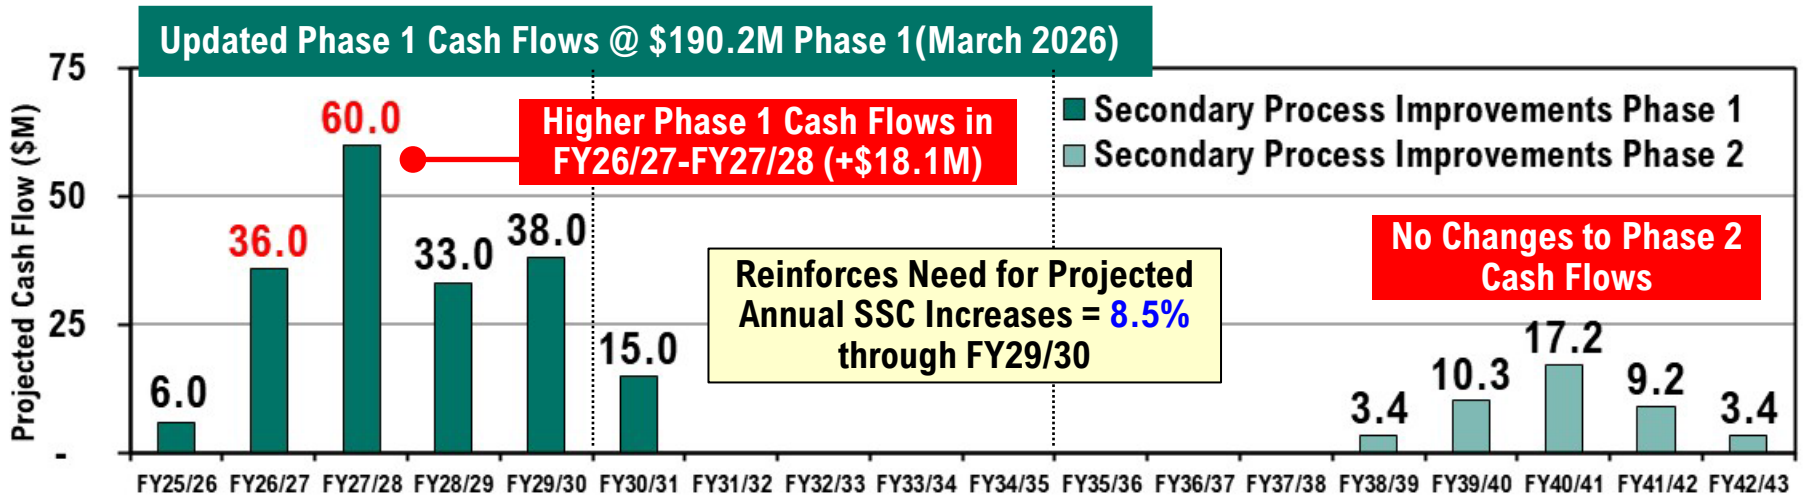 Updated Phase 1 Cash Flows @ $190.2M Phase 1(March 2026)
Projected Cash Flow ($M)
75
50
25
-
Higher Phase 1 Cash Flows in
FY26/27-FY27/28 (+$18.1M)
Secondary Process Improvements Phase 1
Secondary Process Improvements Phase 2
Reinforces Need for Projected
Annual SSC Increases = 8.5%
through FY29/30
No Changes to Phase 2
Cash Flows
6.0
36.0
60.0
33.0
38.0
15.0
3.4
10.3
17.2
9.2
3.4
FY25/26 FY26/27 FY27/28 FY28/29 FY29/30 FY30/31 FY31/32 FY32/33 FY33/34 FY34/35 FY35/36 FY36/37 FY37/38 FY38/39 FY39/40 FY40/41 FY41/42 FY42/43